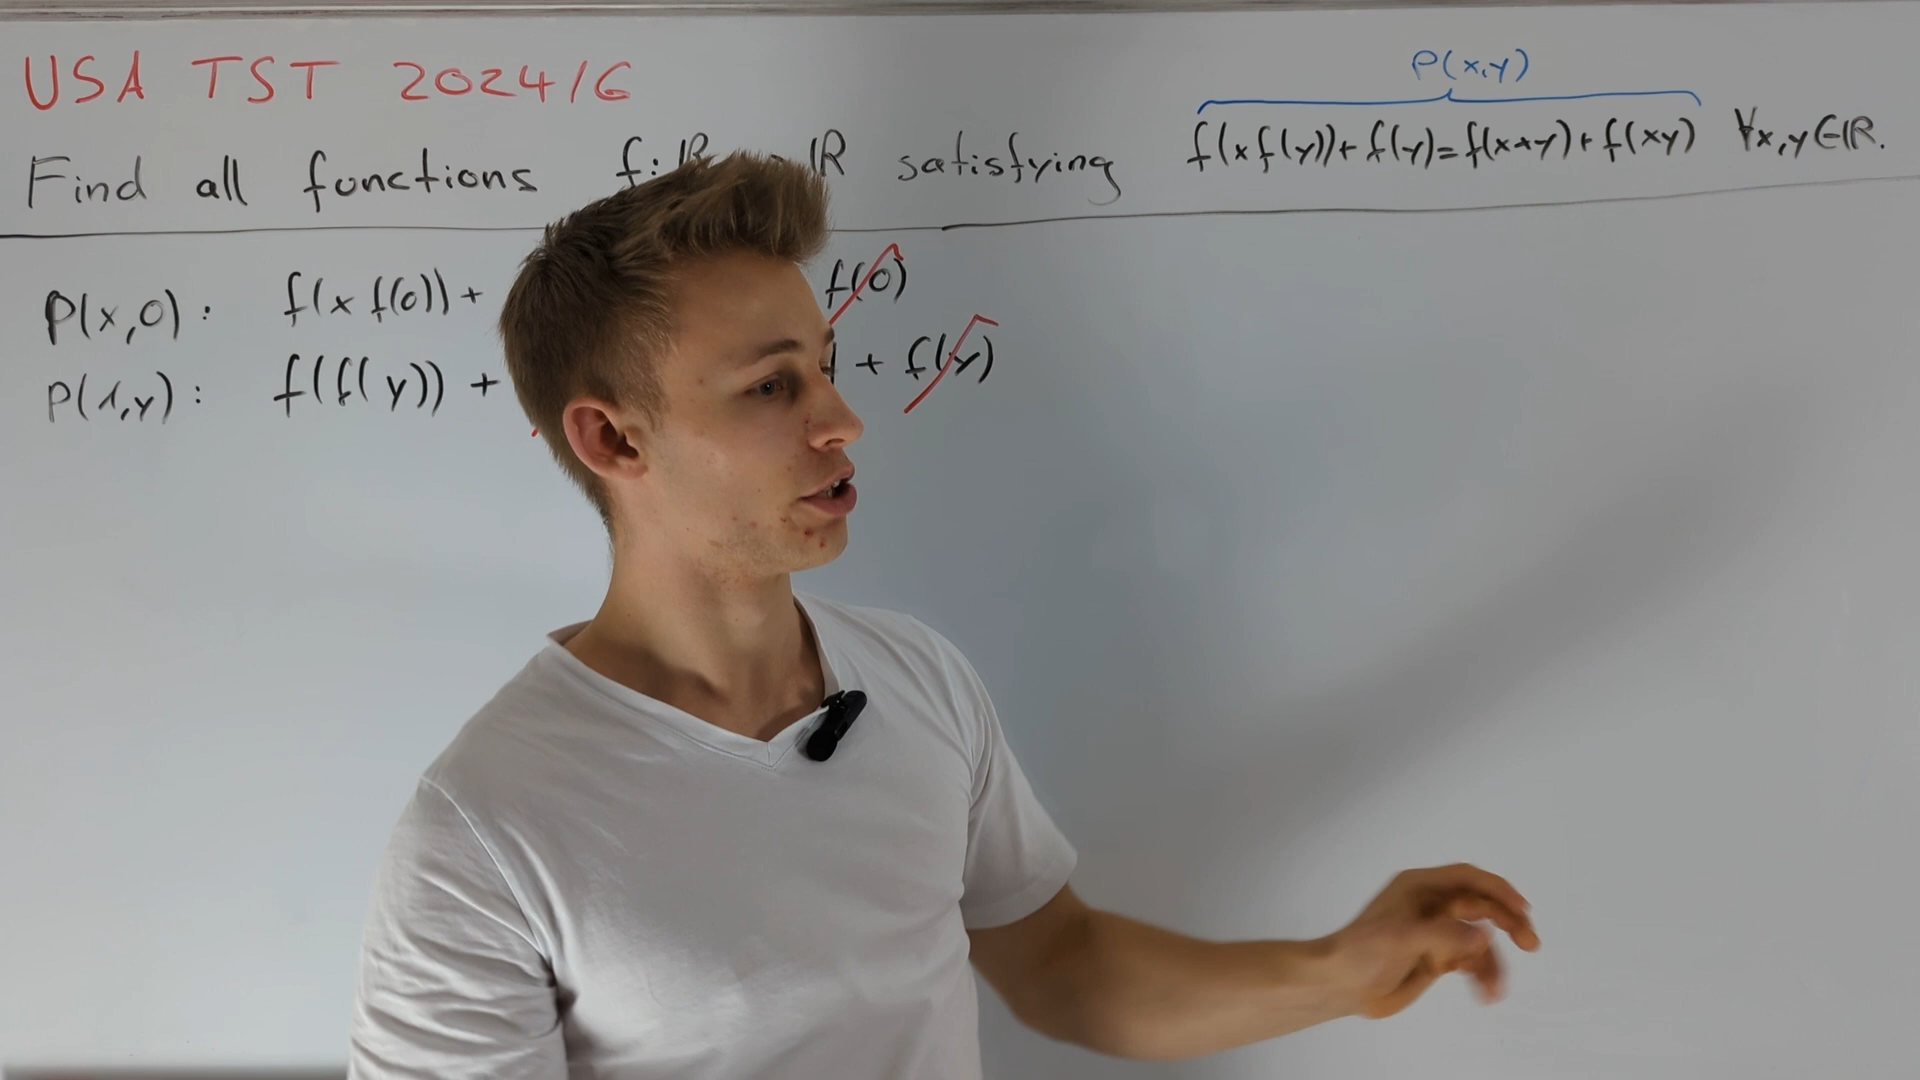 USA TST 2024/6
P(x,y)
Find all functions f: ℝ ℝ satisfying f(xf(y))+f(y)=f(x+y)+f(xy) ∀x,y∈ℝ.
P(x,0): f(x f(0))+ f(0)
P(1,y): f(f(y)) + + f(y)